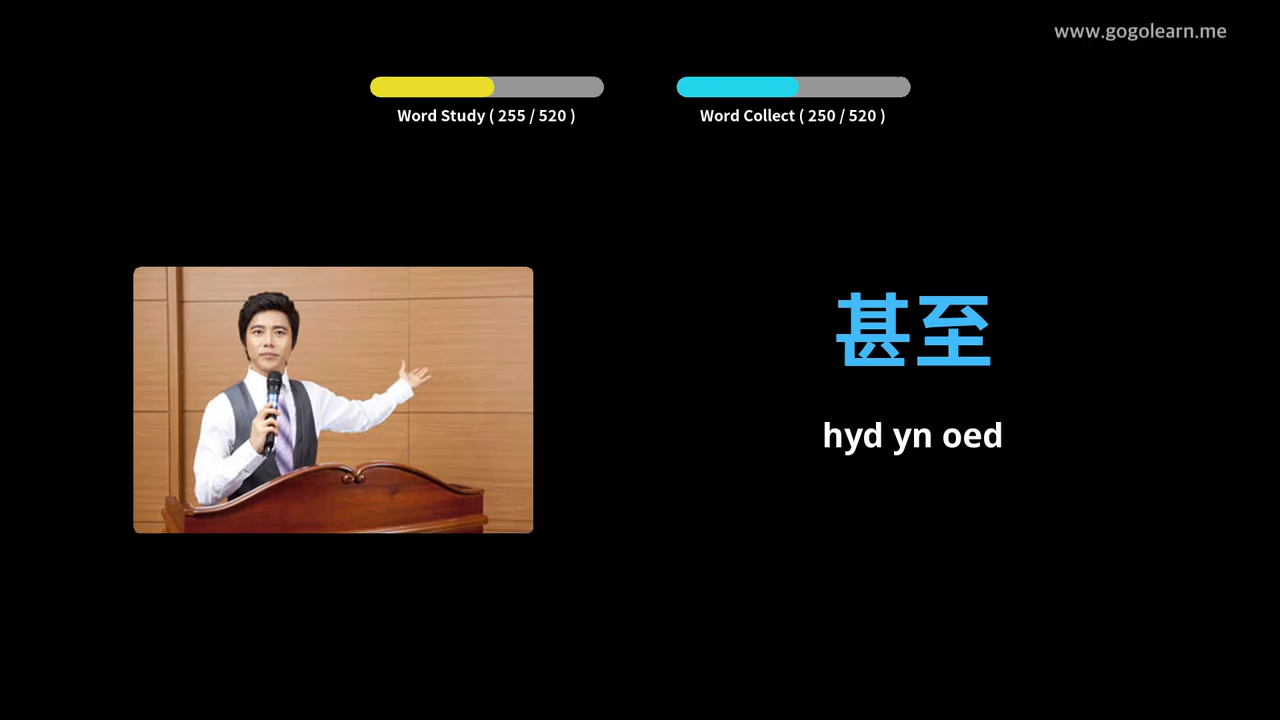 www.gogolearn.me
Word Study ( 255 / 520 )
Word Collect ( 250 / 520 )
甚至
hyd yn oed